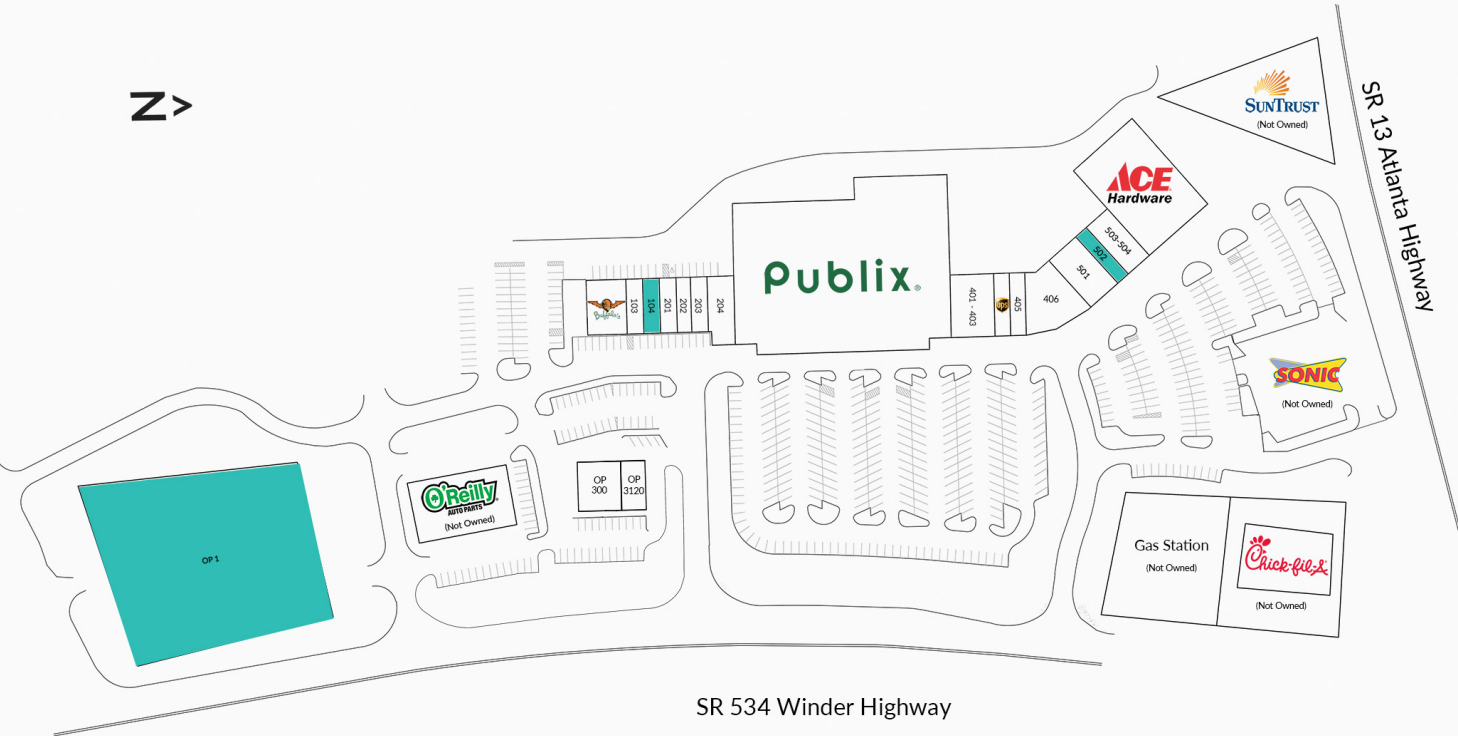 N>
SUNTRUST
(Not Owned)
SR 13 Atlanta Highway
ACE
Hardware
503-504
502
501
Publix®
Buffalo's
103
104
201
202
203
204
401 - 403
ups
405
406
SONIC
(Not Owned)
O'Reilly®
AUTO PARTS
(Not Owned)
OP
300
OP
3120
OP 1
Gas Station
(Not Owned)
Chick-fil-A®
(Not Owned)
SR 534 Winder Highway